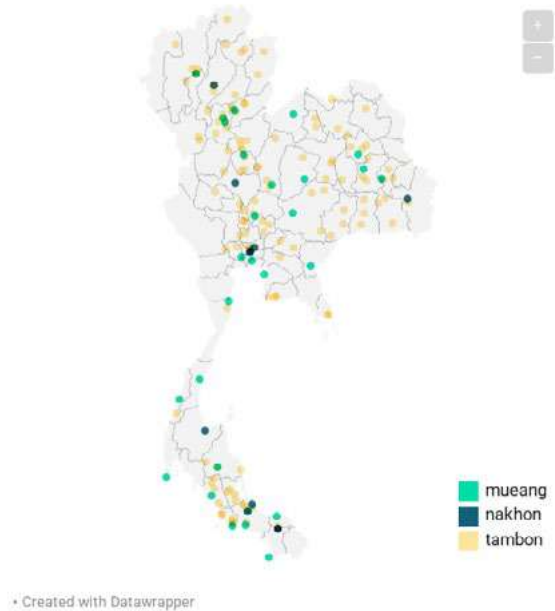 +
−
mueang
nakhon
tambon
• Created with Datawrapper